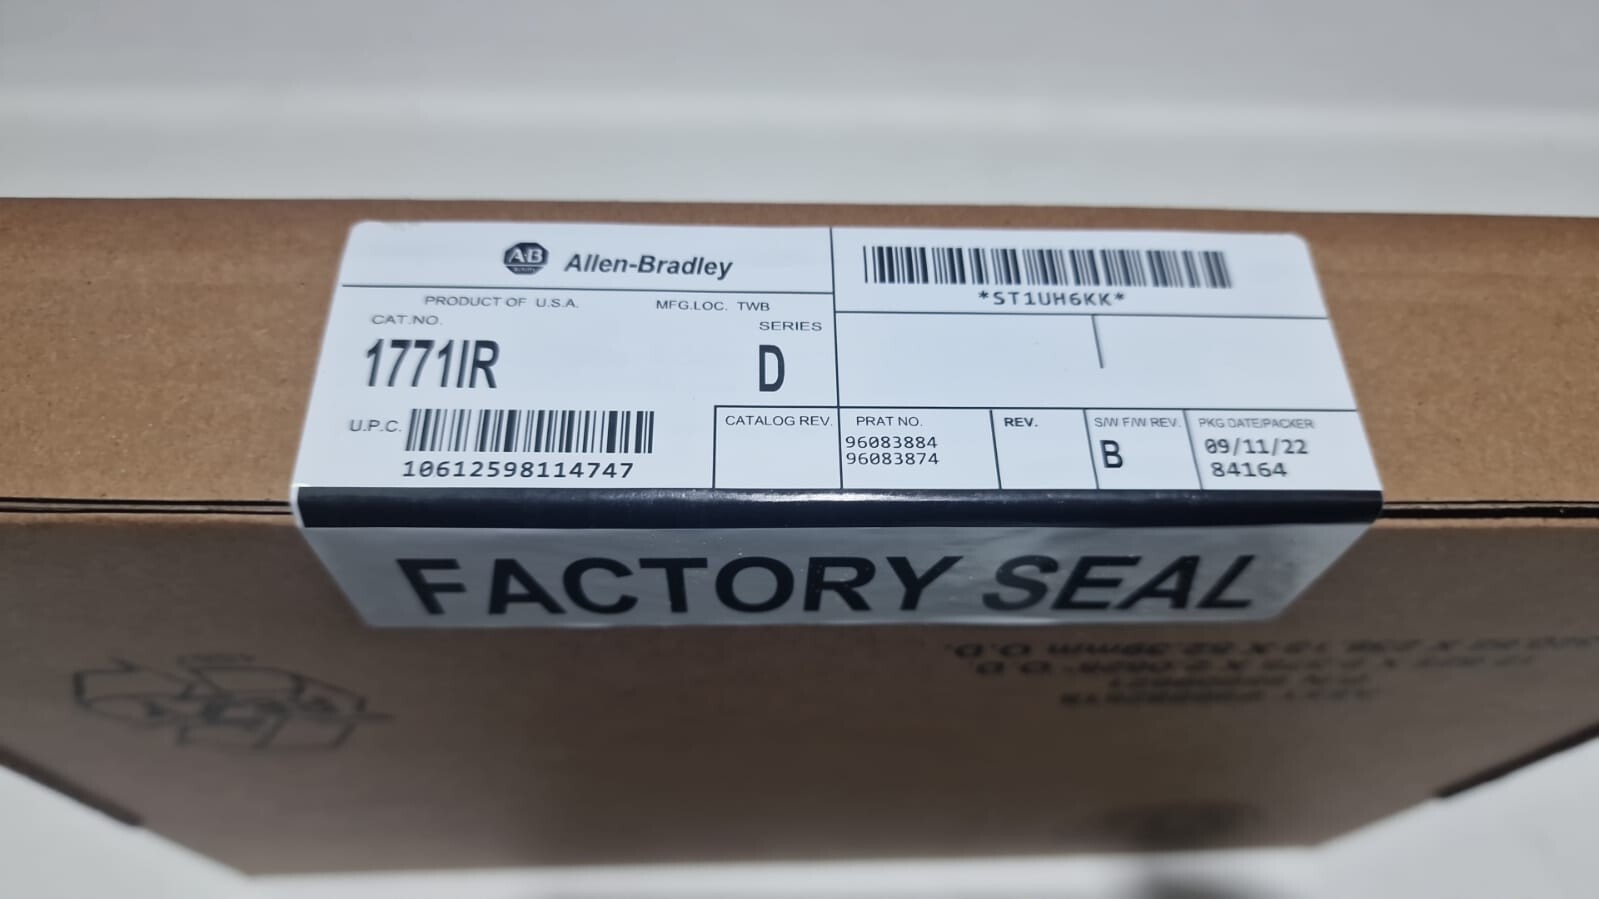 A-B
Allen-Bradley
*ST1UH6KK*
PRODUCT OF U.S.A. MFG.LOC. TWB
CAT.NO. SERIES
1771IR D
U.P.C.
10612598114747
CATALOG REV.
PRAT NO.
96083884
96083874
REV.
S/W F/W REV.
B
PKG DATE/PACKER
09/11/22
84164
FACTORY SEAL